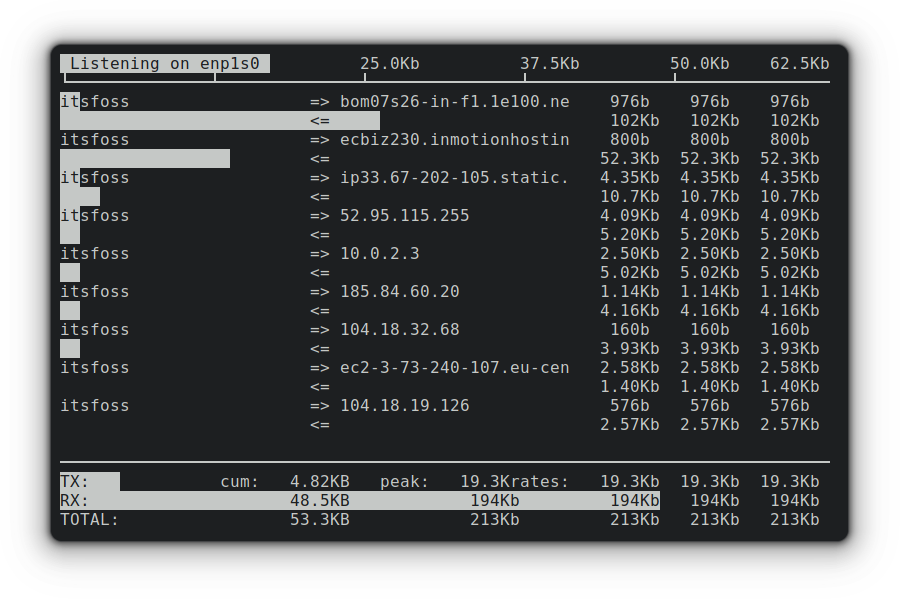 Listening on enp1s0 25.0Kb 37.5Kb 50.0Kb 62.5Kb
itsfoss => bom07s26-in-f1.1e100.ne 976b 976b 976b
<= 102Kb 102Kb 102Kb
itsfoss => ecbiz230.inmotionhostin 800b 800b 800b
<= 52.3Kb 52.3Kb 52.3Kb
itsfoss => ip33.67-202-105.static. 4.35Kb 4.35Kb 4.35Kb
<= 10.7Kb 10.7Kb 10.7Kb
itsfoss => 52.95.115.255 4.09Kb 4.09Kb 4.09Kb
<= 5.20Kb 5.20Kb 5.20Kb
itsfoss => 10.0.2.3 2.50Kb 2.50Kb 2.50Kb
<= 5.02Kb 5.02Kb 5.02Kb
itsfoss => 185.84.60.20 1.14Kb 1.14Kb 1.14Kb
<= 4.16Kb 4.16Kb 4.16Kb
itsfoss => 104.18.32.68 160b 160b 160b
<= 3.93Kb 3.93Kb 3.93Kb
itsfoss => ec2-3-73-240-107.eu-cen 2.58Kb 2.58Kb 2.58Kb
<= 1.40Kb 1.40Kb 1.40Kb
itsfoss => 104.18.19.126 576b 576b 576b
<= 2.57Kb 2.57Kb 2.57Kb
TX: cum: 4.82KB peak: 19.3Krates: 19.3Kb 19.3Kb 19.3Kb
RX: 48.5KB 194Kb 194Kb 194Kb 194Kb
TOTAL: 53.3KB 213Kb 213Kb 213Kb 213Kb